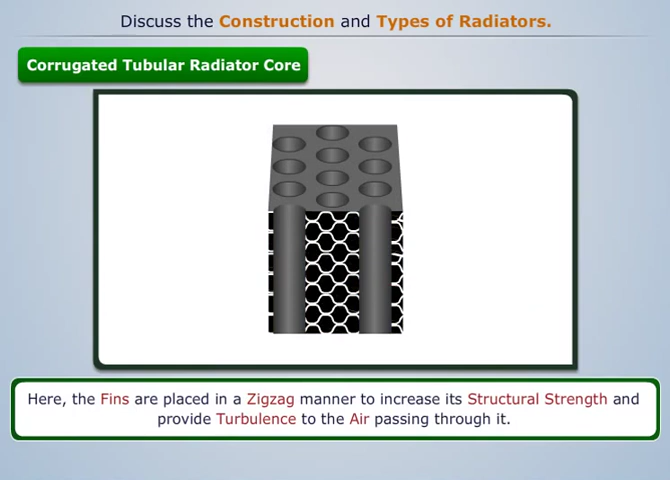 Discuss the Construction and Types of Radiators.
Corrugated Tubular Radiator Core
Here, the Fins are placed in a Zigzag manner to increase its Structural Strength and
provide Turbulence to the Air passing through it.